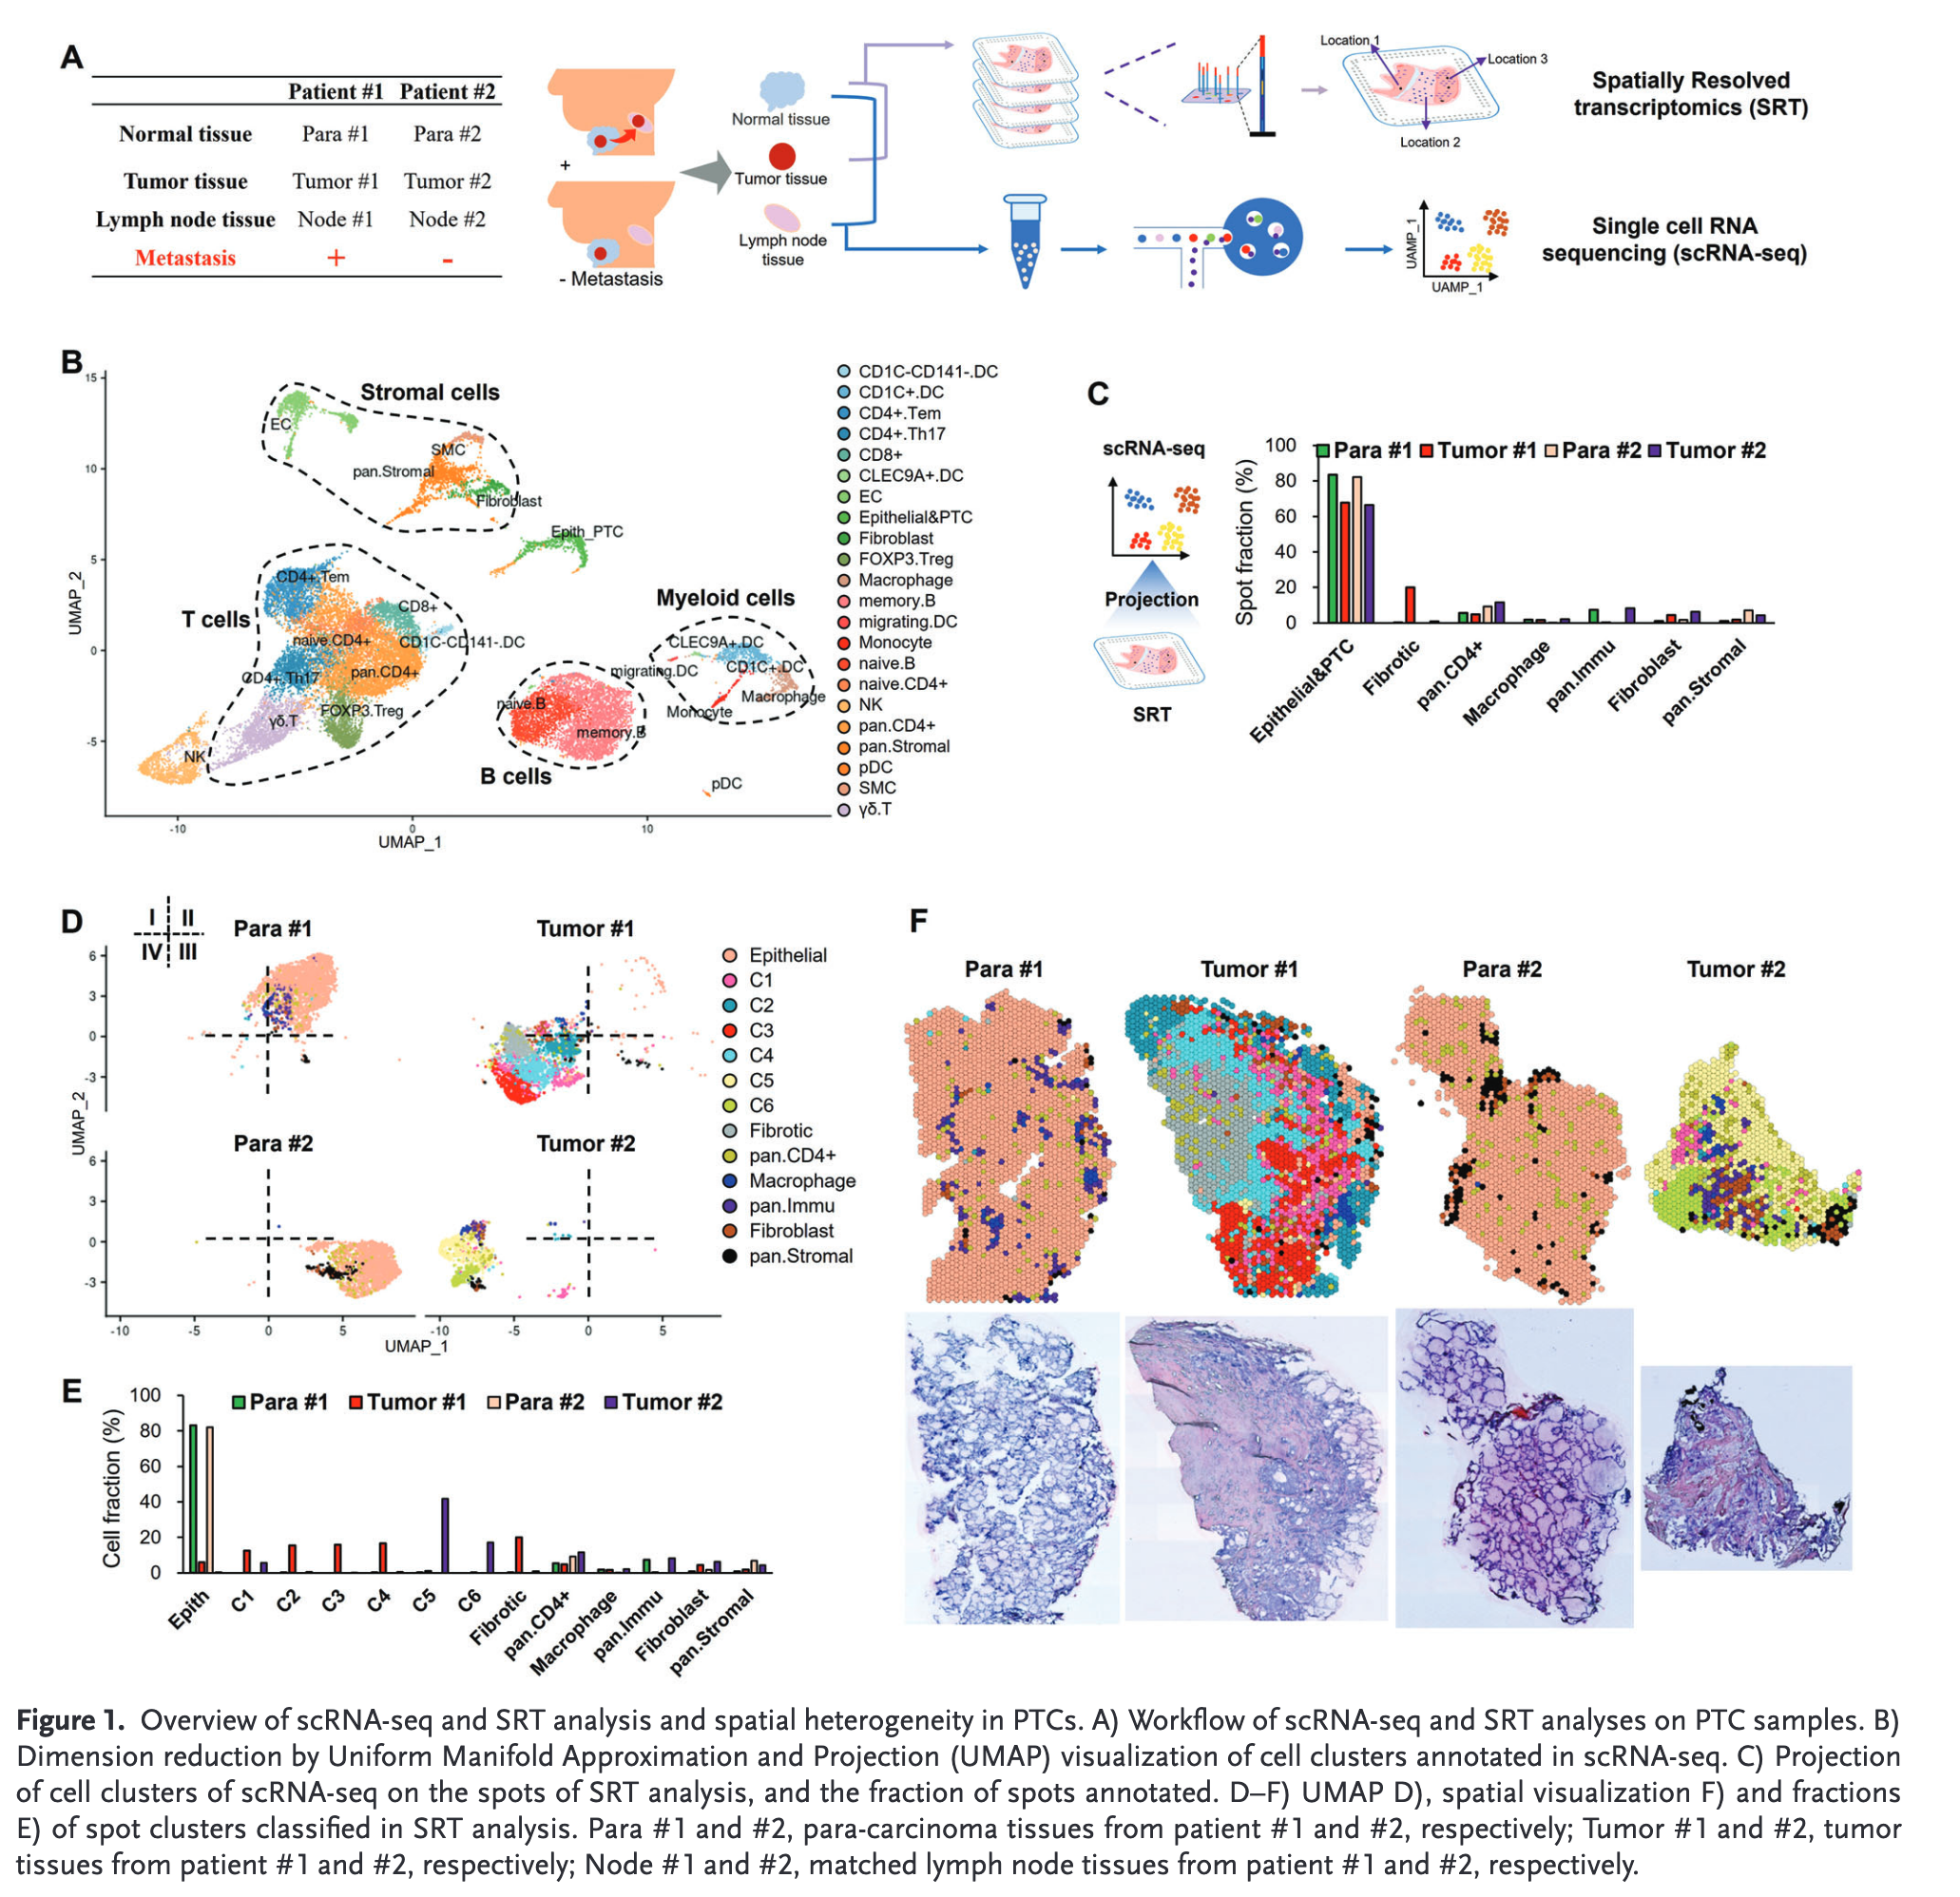 A
Patient #1 Patient #2
Normal tissue Para #1 Para #2
Tumor tissue Tumor #1 Tumor #2
Lymph node tissue Node #1 Node #2
Metastasis + -
+
- Metastasis
Normal tissue
Tumor tissue
Lymph node
tissue
Location 1
Location 3
Location 2
Spatially Resolved
transcriptomics (SRT)
UAMP_1
UAMP_1
Single cell RNA
sequencing (scRNA-seq)
B
15
10
5
0
-5
UMAP_2
-10 0 10
UMAP_1
Stromal cells
EC
SMC
pan.Stromal
Fibroblast
Epith_PTC
T cells
CD4+.Tem
CD8+
naive.CD4+
CD1C-CD141-.DC
CD4+.Th17
pan.CD4+
γδ.T
FOXP3.Treg
NK
Myeloid cells
CLEC9A+.DC
migrating.DC
CD1C+.DC
Macrophage
Monocyte
naive.B
memory.B
B cells
pDC
CD1C-CD141-.DC
CD1C+.DC
CD4+.Tem
CD4+.Th17
CD8+
CLEC9A+.DC
EC
Epithelial&PTC
Fibroblast
FOXP3.Treg
Macrophage
memory.B
migrating.DC
Monocyte
naive.B
naive.CD4+
NK
pan.CD4+
pan.Stromal
pDC
SMC
γδ.T
C
scRNA-seq
Projection
SRT
Spot fraction (%)
100
80
60
40
20
0
Para #1 Tumor #1 Para #2 Tumor #2
Epithelial&PTC
Fibrotic
pan.CD4+
Macrophage
pan.Immu
Fibroblast
pan.Stromal
D
I II
IV III
Para #1
Tumor #1
6
3
0
-3
UMAP_2
Para #2
Tumor #2
6
3
0
-3
-10 -5 0 5 -10 -5 0 5
UMAP_1
Epithelial
C1
C2
C3
C4
C5
C6
Fibrotic
pan.CD4+
Macrophage
pan.Immu
Fibroblast
pan.Stromal
E
Cell fraction (%)
100
80
60
40
20
0
Para #1 Tumor #1 Para #2 Tumor #2
Epith
C1
C2
C3
C4
C5
C6
Fibrotic
pan.CD4+
Macrophage
pan.Immu
Fibroblast
pan.Stromal
F
Para #1 Tumor #1 Para #2 Tumor #2
Figure 1. Overview of scRNA-seq and SRT analysis and spatial heterogeneity in PTCs. A) Workflow of scRNA-seq and SRT analyses on PTC samples. B)
Dimension reduction by Uniform Manifold Approximation and Projection (UMAP) visualization of cell clusters annotated in scRNA-seq. C) Projection
of cell clusters of scRNA-seq on the spots of SRT analysis, and the fraction of spots annotated. D–F) UMAP D), spatial visualization F) and fractions
E) of spot clusters classified in SRT analysis. Para #1 and #2, para-carcinoma tissues from patient #1 and #2, respectively; Tumor #1 and #2, tumor
tissues from patient #1 and #2, respectively; Node #1 and #2, matched lymph node tissues from patient #1 and #2, respectively.